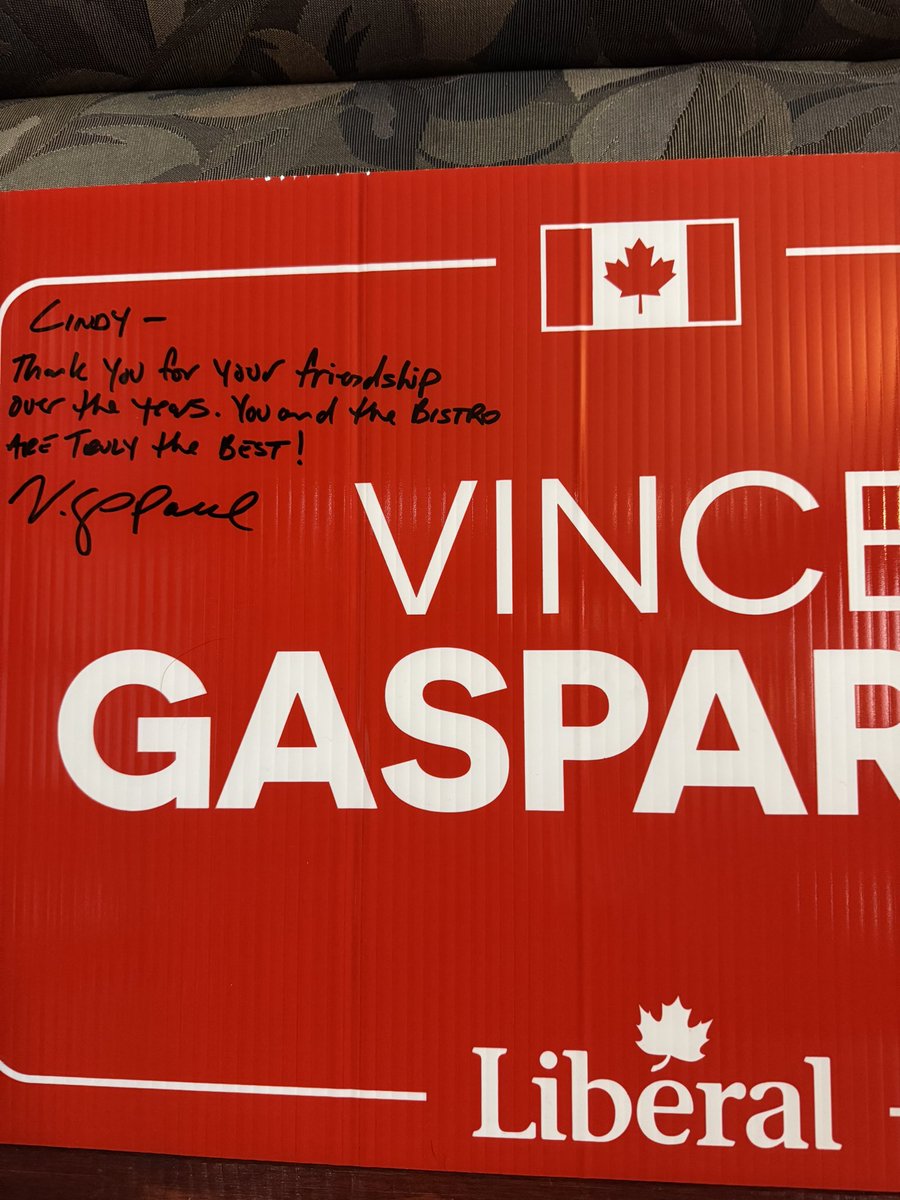 CINDY –
Thank you for your friendship
over the years. You and the BISTRO
ARE TRULY the BEST!
VINCE
GASPAR
Liberal